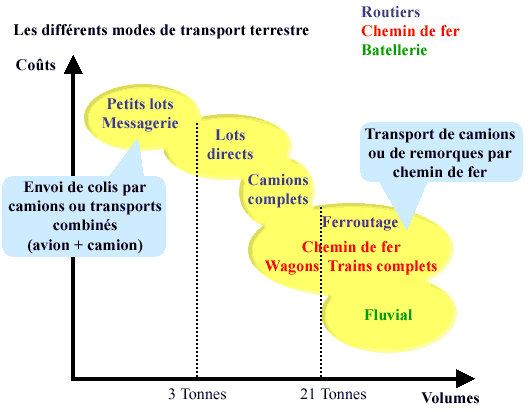 Les différents modes de transport terrestre
Routiers
Chemin de fer
Batellerie
Coûts
Petits lots
Messagerie
Lots
directs
Transport de camions
ou de remorques par
chemin de fer
Envoi de colis par
camions ou transports
combinés
(avion + camion)
Camions
complets
Ferroutage
Chemin de fer
Wagons Trains complets
Fluvial
3 Tonnes
21 Tonnes
Volumes